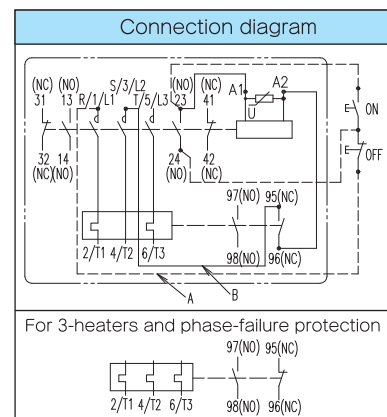 Connection diagram
(NC) (NO) S/3/L2 (NO) (NC)
31 13 R/1/L1 T/5/L3 23 41 A1 A2
U
ON
OFF
32 14 24 42
(NC) (NO) (NO) (NC)
97(NO) 95(NC)
2/T1 4/T2 6/T3 98(NO) 96(NC)
A B
For 3-heaters and phase-failure protection
97(NO) 95(NC)
2/T1 4/T2 6/T3 98(NO) 96(NC)